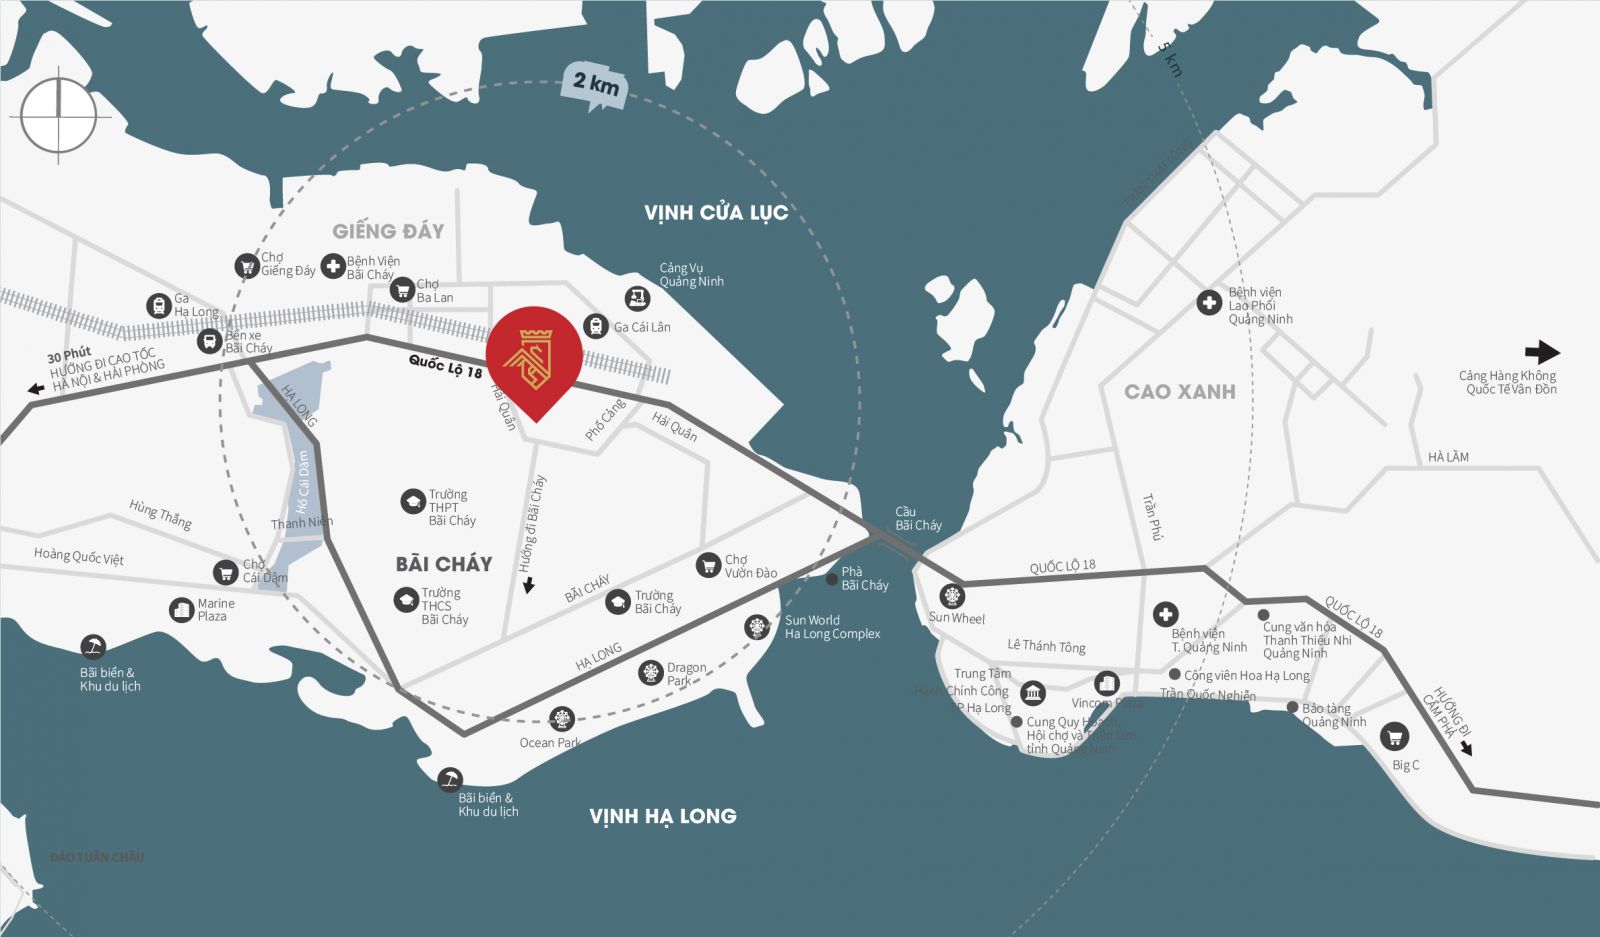 2 km
5 km
TRẦN THÁI TÔNG
VỊNH CỬA LỤC
GIẾNG ĐÁY
Chợ
Giếng Đáy
Bệnh Viện
Bãi Cháy
Chợ
Ba Lan
Cảng Vụ
Quảng Ninh
Ga
Hạ Long
Bến xe
Bãi Cháy
Ga Cái Lân
Bệnh viện
Lao Phổi
Quảng Ninh
30 Phút
HƯỚNG ĐI CAO TỐC
HÀ NỘI & HẢI PHÒNG
Quốc Lộ 18
Hải Quân
Phố Cảng
Hải Quân
HẠ LONG
Hồ Cái Dăm
CAO XANH
Cảng Hàng Không
Quốc Tế Vân Đồn
HÀ LẦM
Trần Phú
Hùng Thắng
Thanh Niên
Hoàng Quốc Việt
Trường
THPT
Bãi Cháy
Hướng đi Bãi Cháy
BÃI CHÁY
Cầu
Bãi Cháy
Chợ
Cái Dăm
Chợ
Vườn Đào
Phà
Bãi Cháy
QUỐC LỘ 18
Marine
Plaza
Trường
THCS
Bãi Cháy
BÃI CHÁY
Trường
Bãi Cháy
Sun World
Ha Long Complex
Sun Wheel
QUỐC LỘ 18
Cung văn hóa
Thanh Thiếu Nhi
Quảng Ninh
Bệnh viện
T. Quảng Ninh
Lê Thánh Tông
HẠ LONG
Dragon
Park
Bãi biển &
Khu du lịch
Trung Tâm
Hành Chính Công
TP Hạ Long
Vincom Plaza
Công viên Hoa Hạ Long
Trần Quốc Nghiễn
Bảo tàng
Quảng Ninh
HƯỚNG ĐI
CẨM PHẢ
Cung Quy Hoạch,
Hội chợ và Triển lãm
tỉnh Quảng Ninh
Ocean Park
Big C
Bãi biển &
Khu du lịch
VỊNH HẠ LONG
ĐẢO TUẦN CHÂU